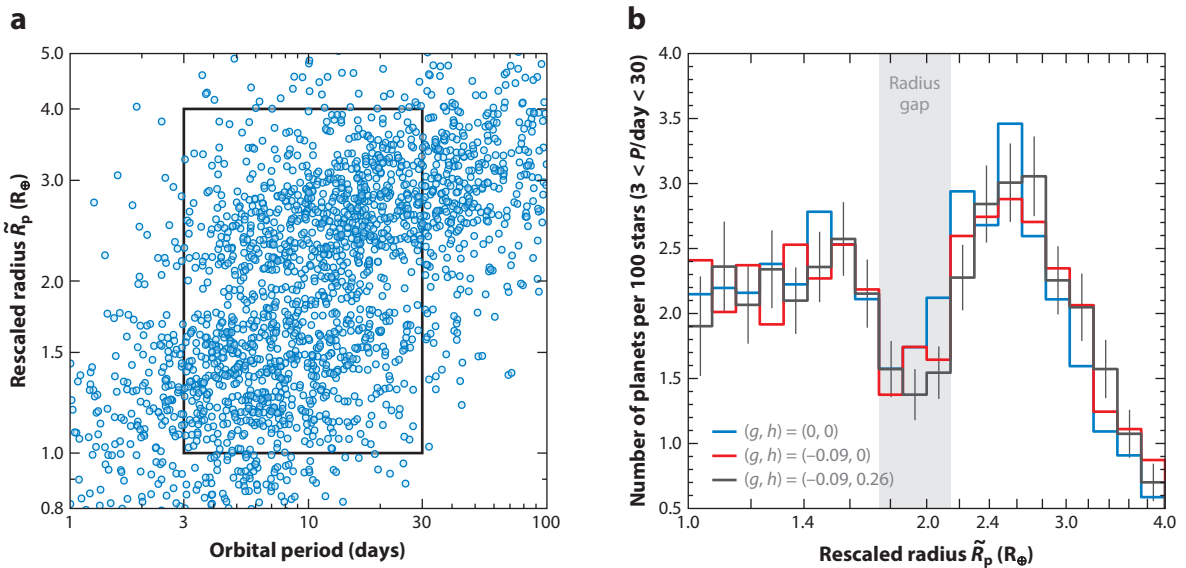 a
5.0
4.0
3.0
2.0
1.5
1.0
0.8
Rescaled radius R̃p (R⊕)
1 3 10 30 100
Orbital period (days)
b
4.0
3.5
3.0
2.5
2.0
1.5
1.0
0.5
Number of planets per 100 stars (3 < P/day < 30)
Radius
gap
(g, h) = (0, 0)
(g, h) = (–0.09, 0)
(g, h) = (–0.09, 0.26)
1.0 1.4 2.0 2.4 3.0 4.0
Rescaled radius R̃p (R⊕)